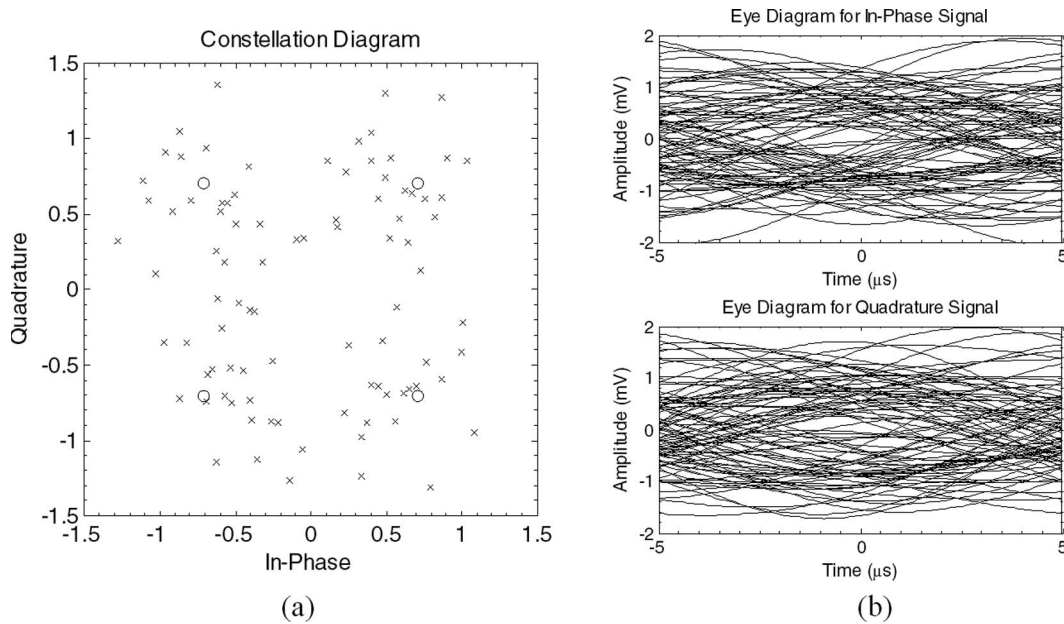 Constellation Diagram
1.5
1
0.5
0
-0.5
-1
-1.5
Quadrature
-1.5
-1
-0.5
0
0.5
1
1.5
In-Phase
(a)
Eye Diagram for In-Phase Signal
2
1
0
-1
-2
Amplitude (mV)
-5
0
5
Time (μs)
Eye Diagram for Quadrature Signal
2
1
0
-1
-2
Amplitude (mV)
-5
0
5
Time (μs)
(b)